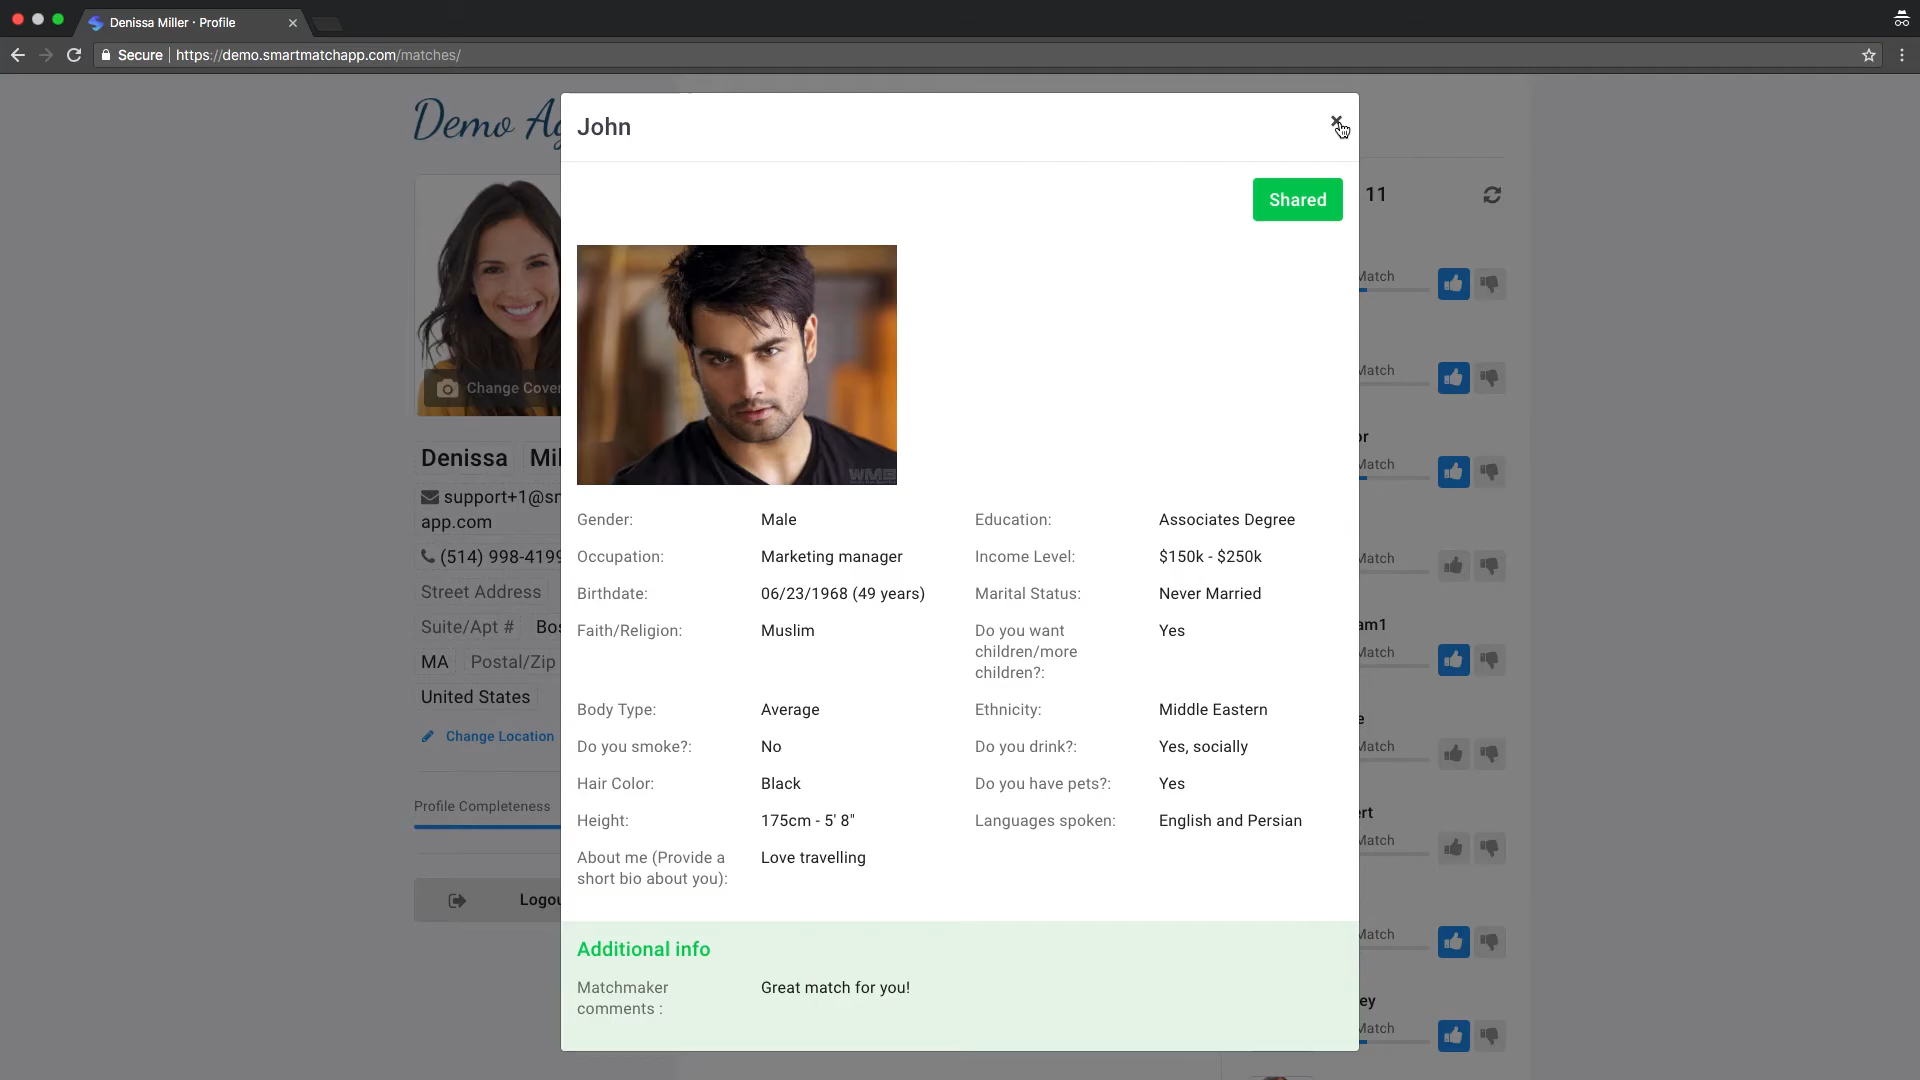 Denissa Miller · Profile
Secure https://demo.smartmatchapp.com/matches/
Demo
John
Shared
11
WMB
Change Cover
Denissa
support+1@sm
app.com
(514) 998-4199
Street Address
Suite/Apt #
MA Postal/Zip
United States
Change Location
Profile Completeness
Logou
Gender: Male Education: Associates Degree
Occupation: Marketing manager Income Level: $150k - $250k
Birthdate: 06/23/1968 (49 years) Marital Status: Never Married
Faith/Religion: Muslim Do you want Yes
children/more
children?:
Body Type: Average Ethnicity: Middle Eastern
Do you smoke?: No Do you drink?: Yes, socially
Hair Color: Black Do you have pets?: Yes
Height: 175cm - 5' 8" Languages spoken: English and Persian
About me (Provide a Love travelling
short bio about you):
Additional info
Matchmaker Great match for you!
comments :
Match
Match
or
Match
Match
am1
Match
e
Match
rt
Match
Match
ey
Match